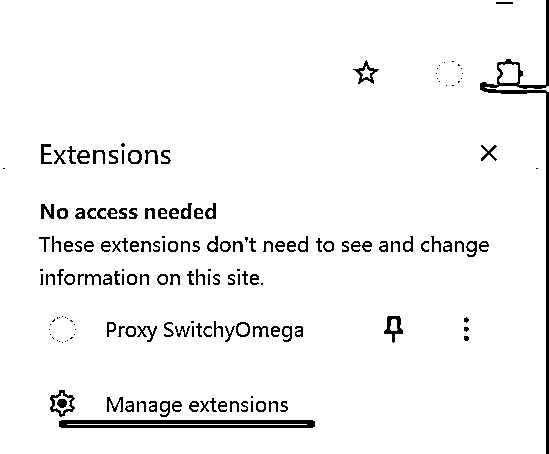 Extensions
No access needed
These extensions don't need to see and change
information on this site.
Proxy SwitchyOmega
Manage extensions